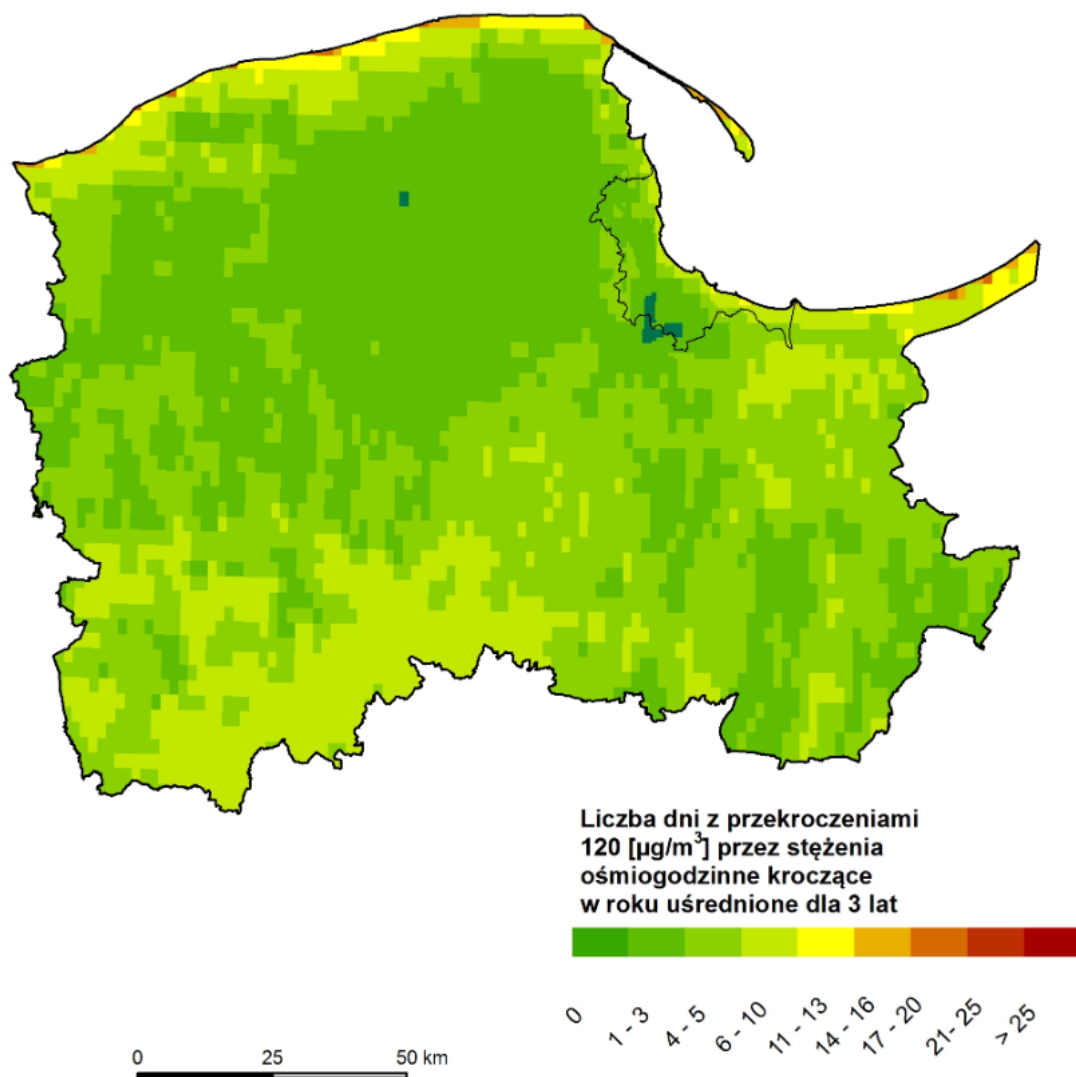 Liczba dni z przekroczeniami
120 [µg/m³] przez stężenia
ośmiogodzinne kroczące
w roku uśrednione dla 3 lat
0
1 - 3
4 - 5
6 - 10
11 - 13
14 - 16
17 - 20
21- 25
> 25
0 25 50 km